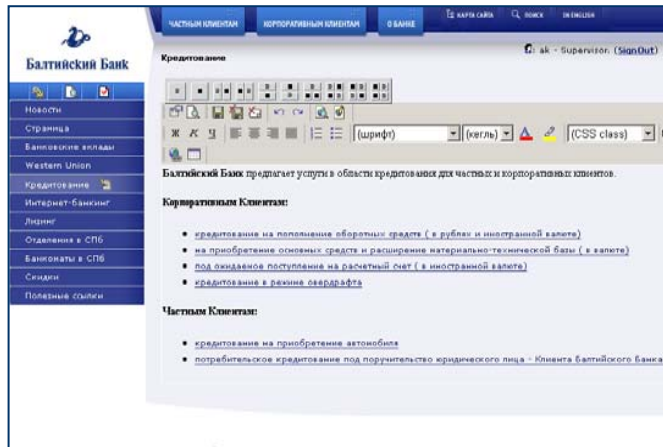 ЧАСТНЫМ КЛИЕНТАМ
КОРПОРАТИВНЫМ КЛИЕНТАМ
О БАНКЕ
КАРТА САЙТА
ПОИСК
IN ENGLISH
Балтийский Банк
Кредитование
: ak - Supervisor. (SignOut)
Новости
Страница
Банковские вклады
Western Union
Кредитование
Интернет-банкинг
Лизинг
Отделения в СПб
Банкоматы в СПб
Скидки
Полезные ссылки
Ж К Ч (шрифт) (кегль) (CSS class)
Балтийский Банк предлагает услуги в области кредитования для частных и корпоративных клиентов.
Корпоративным Клиентам:
кредитование на пополнение оборотных средств ( в рублях и иностранной валюте)
на приобретение основных средств и расширение материально-технической базы ( в валюте)
под ожидаемое поступление на расчетный счет ( в иностранной валюте)
кредитование в режиме овердрафта
Частным Клиентам:
кредитование на приобретение автомобиля
потребительское кредитование под поручительство юридического лица - Клиента Балтийского Банка